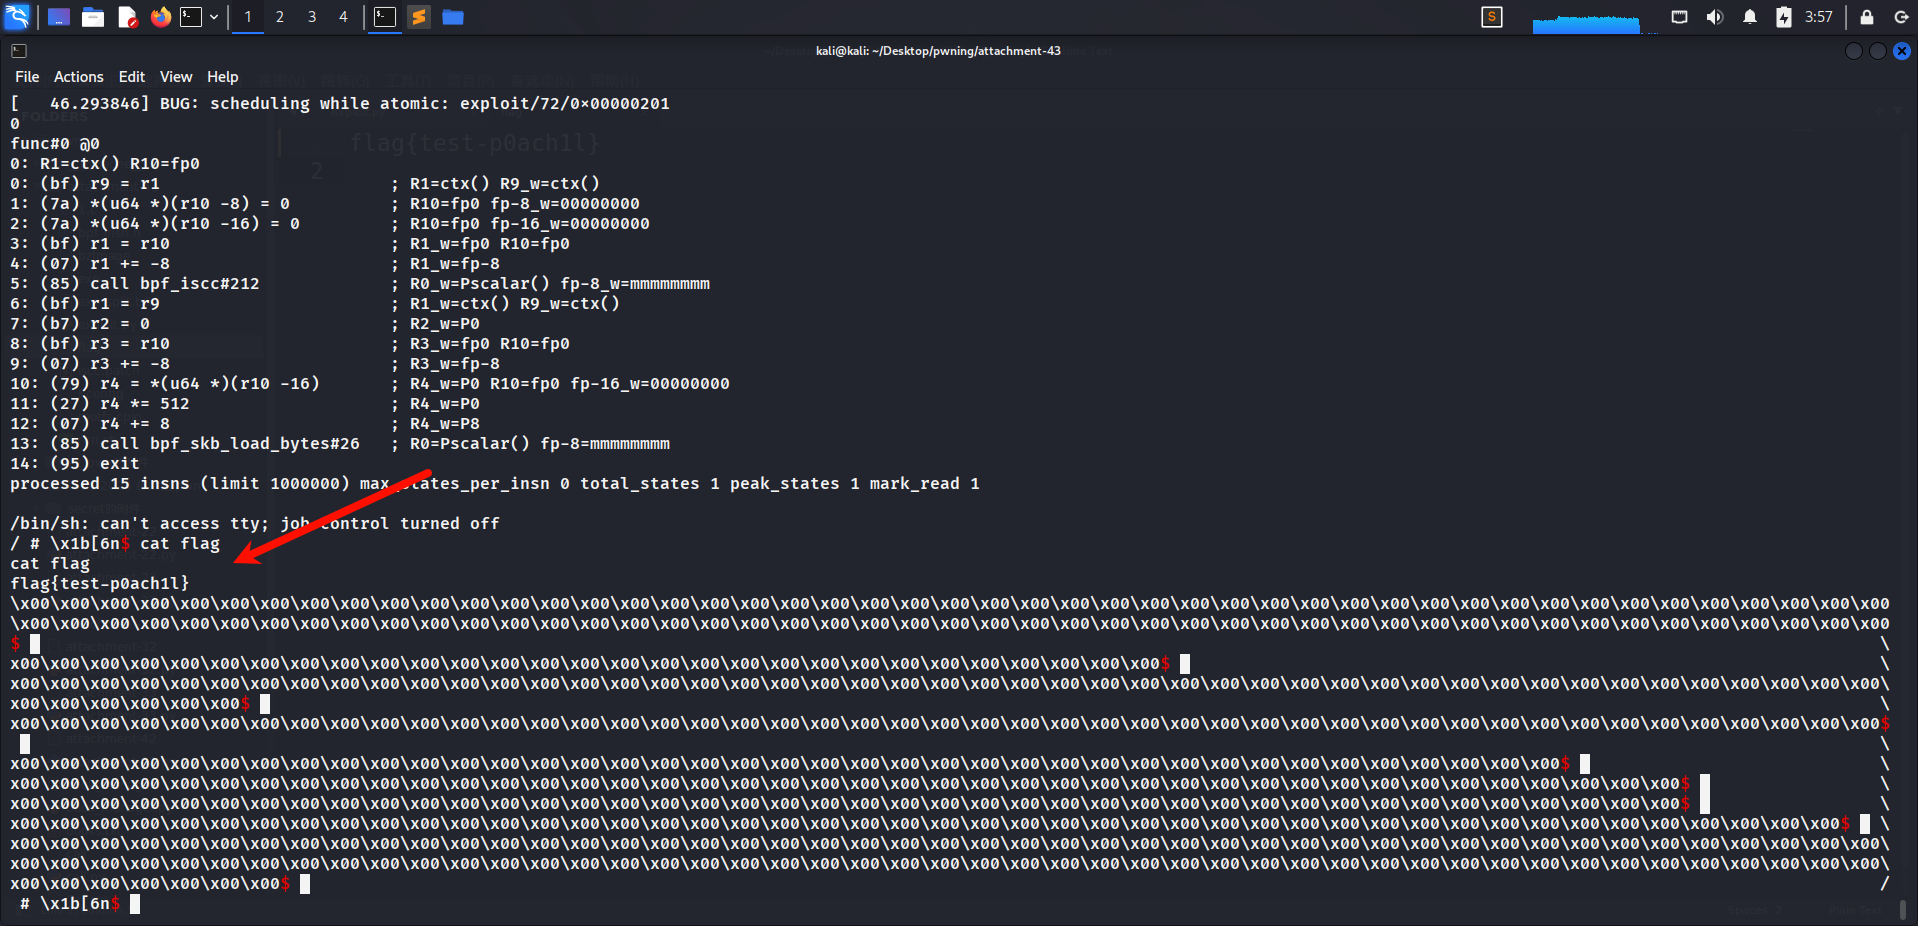 1 2 3 4 3:57
kali@kali: ~/Desktop/pwning/attachment-43
File Actions Edit View Help
[   46.293846] BUG: scheduling while atomic: exploit/72/0×00000201
0
func#0 @0
0: R1=ctx() R10=fp0
0: (bf) r9 = r1                       ; R1=ctx() R9_w=ctx()
1: (7a) *(u64 *)(r10 -8) = 0          ; R10=fp0 fp-8_w=00000000
2: (7a) *(u64 *)(r10 -16) = 0         ; R10=fp0 fp-16_w=00000000
3: (bf) r1 = r10                      ; R1_w=fp0 R10=fp0
4: (07) r1 += -8                      ; R1_w=fp-8
5: (85) call bpf_iscc#212             ; R0_w=Pscalar() fp-8_w=mmmmmmmm
6: (bf) r1 = r9                       ; R1_w=ctx() R9_w=ctx()
7: (b7) r2 = 0                        ; R2_w=P0
8: (bf) r3 = r10                      ; R3_w=fp0 R10=fp0
9: (07) r3 += -8                      ; R3_w=fp-8
10: (79) r4 = *(u64 *)(r10 -16)       ; R4_w=P0 R10=fp0 fp-16_w=00000000
11: (27) r4 *= 512                    ; R4_w=P0
12: (07) r4 += 8                      ; R4_w=P8
13: (85) call bpf_skb_load_bytes#26   ; R0=Pscalar() fp-8=mmmmmmmm
14: (95) exit
processed 15 insns (limit 1000000) max_states_per_insn 0 total_states 1 peak_states 1 mark_read 1
/bin/sh: can't access tty; job control turned off
/ # \x1b[6n$ cat flag
cat flag
flag{test-p0ach1l}
\x00\x00\x00\x00\x00\x00\x00\x00\x00\x00\x00\x00\x00\x00\x00\x00\x00\x00\x00\x00\x00\x00\x00\x00\x00\x00\x00\x00\x00\x00\x00\x00\x00\x00\x00\x00\x00\x00\x00\x00\x00\x00\x00\x00\x00\x00\x00
\x00\x00\x00\x00\x00\x00\x00\x00\x00\x00\x00\x00\x00\x00\x00\x00\x00\x00\x00\x00\x00\x00\x00\x00\x00\x00\x00\x00\x00\x00\x00\x00\x00\x00\x00\x00\x00\x00\x00\x00\x00\x00\x00\x00\x00\x00\x00
$ \
x00\x00\x00\x00\x00\x00\x00\x00\x00\x00\x00\x00\x00\x00\x00\x00\x00\x00\x00\x00\x00\x00\x00\x00\x00\x00\x00\x00\x00$ \
x00\x00\x00\x00\x00\x00\x00\x00\x00\x00\x00\x00\x00\x00\x00\x00\x00\x00\x00\x00\x00\x00\x00\x00\x00\x00\x00\x00\x00\x00\x00\x00\x00\x00\x00\x00\x00\x00\x00\x00\x00\x00\x00\x00\x00\x00\x00\
x00\x00\x00\x00\x00\x00$ \
x00\x00\x00\x00\x00\x00\x00\x00\x00\x00\x00\x00\x00\x00\x00\x00\x00\x00\x00\x00\x00\x00\x00\x00\x00\x00\x00\x00\x00\x00\x00\x00\x00\x00\x00\x00\x00\x00\x00\x00\x00\x00\x00\x00\x00\x00\x00$
\
x00\x00\x00\x00\x00\x00\x00\x00\x00\x00\x00\x00\x00\x00\x00\x00\x00\x00\x00\x00\x00\x00\x00\x00\x00\x00\x00\x00\x00\x00\x00\x00\x00\x00\x00\x00\x00\x00\x00$ \
x00\x00\x00\x00\x00\x00\x00\x00\x00\x00\x00\x00\x00\x00\x00\x00\x00\x00\x00\x00\x00\x00\x00\x00\x00\x00\x00\x00\x00\x00\x00\x00\x00\x00\x00\x00\x00\x00\x00\x00\x00\x00$ \
x00\x00\x00\x00\x00\x00\x00\x00\x00\x00\x00\x00\x00\x00\x00\x00\x00\x00\x00\x00\x00\x00\x00\x00\x00\x00\x00\x00\x00\x00\x00\x00\x00\x00\x00\x00\x00\x00\x00\x00\x00\x00$ \
x00\x00\x00\x00\x00\x00\x00\x00\x00\x00\x00\x00\x00\x00\x00\x00\x00\x00\x00\x00\x00\x00\x00\x00\x00\x00\x00\x00\x00\x00\x00\x00\x00\x00\x00\x00\x00\x00\x00\x00\x00\x00\x00\x00\x00\x00$ \
x00\x00\x00\x00\x00\x00\x00\x00\x00\x00\x00\x00\x00\x00\x00\x00\x00\x00\x00\x00\x00\x00\x00\x00\x00\x00\x00\x00\x00\x00\x00\x00\x00\x00\x00\x00\x00\x00\x00\x00\x00\x00\x00\x00\x00\x00\x00\
x00\x00\x00\x00\x00\x00\x00\x00\x00\x00\x00\x00\x00\x00\x00\x00\x00\x00\x00\x00\x00\x00\x00\x00\x00\x00\x00\x00\x00\x00\x00\x00\x00\x00\x00\x00\x00\x00\x00\x00\x00\x00\x00\x00\x00\x00\x00\
x00\x00\x00\x00\x00\x00\x00$ /
# \x1b[6n$